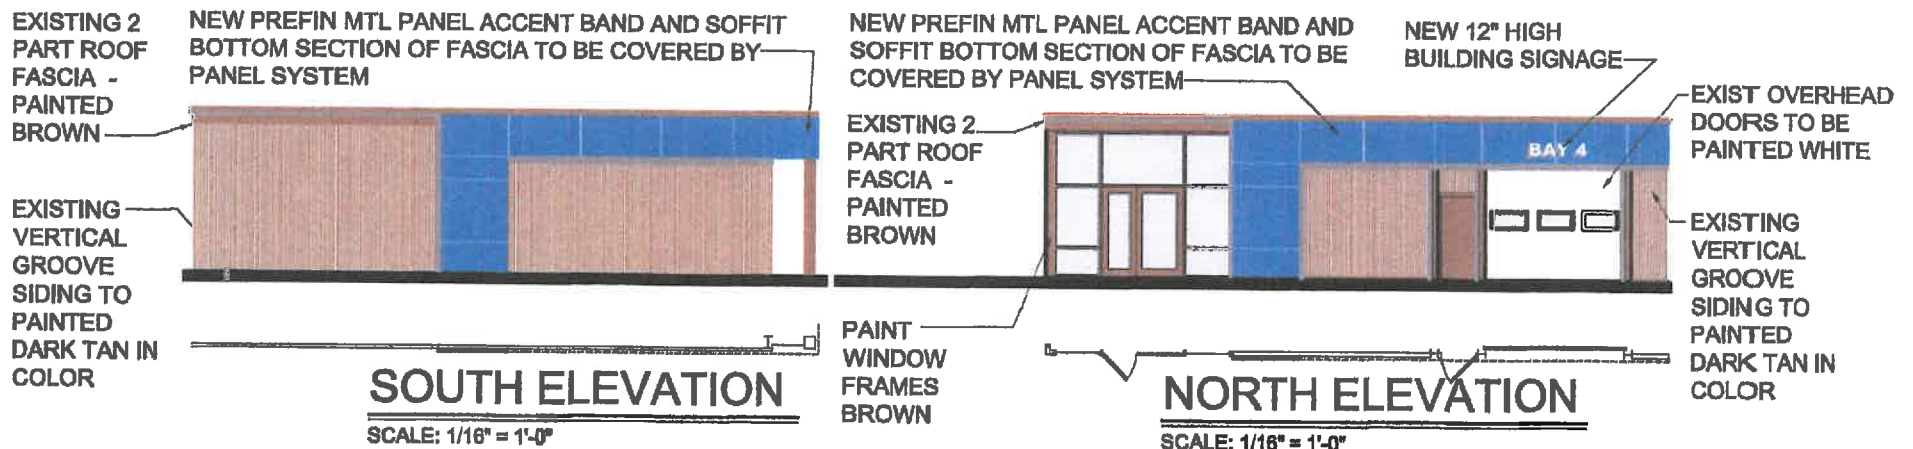 EXISTING 2
PART ROOF
FASCIA -
PAINTED
BROWN
NEW PREFIN MTL PANEL ACCENT BAND AND SOFFIT
BOTTOM SECTION OF FASCIA TO BE COVERED BY
PANEL SYSTEM
EXISTING
VERTICAL
GROOVE
SIDING TO
PAINTED
DARK TAN IN
COLOR
SOUTH ELEVATION
SCALE: 1/16" = 1'-0"
NEW PREFIN MTL PANEL ACCENT BAND AND
SOFFIT BOTTOM SECTION OF FASCIA TO BE
COVERED BY PANEL SYSTEM
NEW 12" HIGH
BUILDING SIGNAGE
EXISTING 2
PART ROOF
FASCIA -
PAINTED
BROWN
BAY 4
EXIST OVERHEAD
DOORS TO BE
PAINTED WHITE
EXISTING
VERTICAL
GROOVE
SIDING TO
PAINTED
DARK TAN IN
COLOR
PAINT
WINDOW
FRAMES
BROWN
NORTH ELEVATION
SCALE: 1/16" = 1'-0"